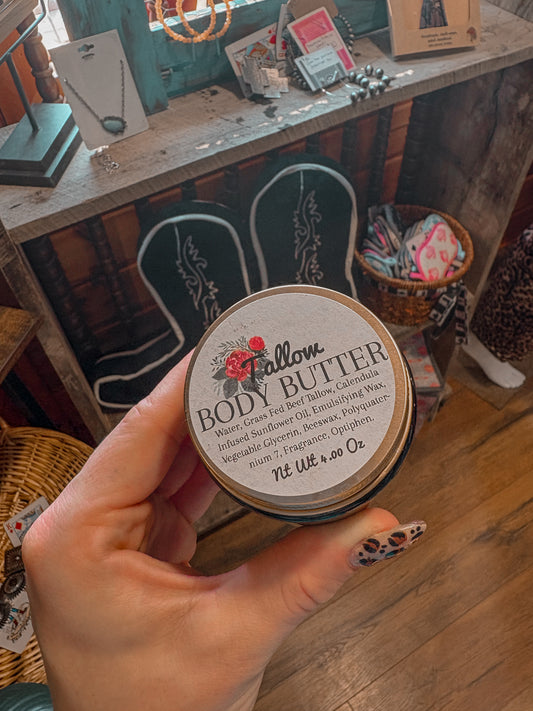 Tallow
BODY BUTTER
Water, Grass Fed Beef Tallow, Calendula
Infused Sunflower Oil, Emulsifying Wax,
Vegetable Glycerin, Beeswax, Polyquater-
nium 7, Fragrance, Optiphen.
Nt Wt 4.00 Oz